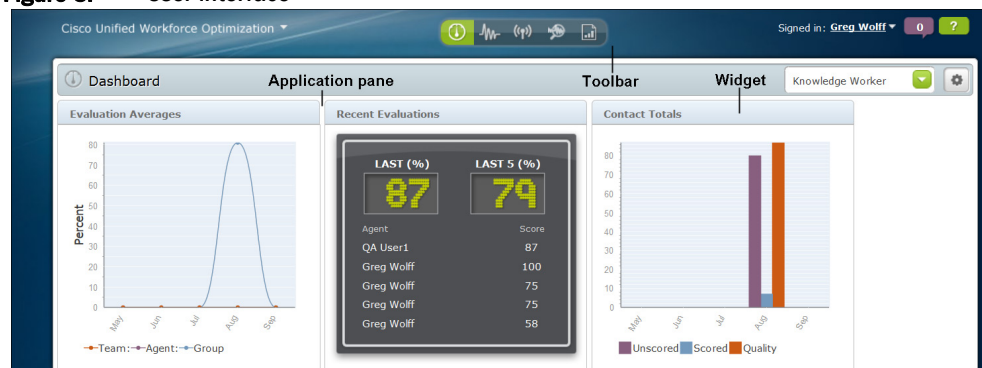 Figure 8. User Interface
Cisco Unified Workforce Optimization
Signed in: Greg Wolff 0 ?
Dashboard Application pane Toolbar Widget Knowledge Worker
Evaluation Averages
80
70
60
50
40
30
20
10
0
Percent
May Jun Jul Aug Sep
Team: Agent: Group
Recent Evaluations
LAST (%) LAST 5 (%)
87 79
Agent Score
QA User1 87
Greg Wolff 100
Greg Wolff 75
Greg Wolff 75
Greg Wolff 58
Contact Totals
80
70
60
50
40
30
20
10
0
May Jun Jul Aug Sep
Unscored Scored Quality